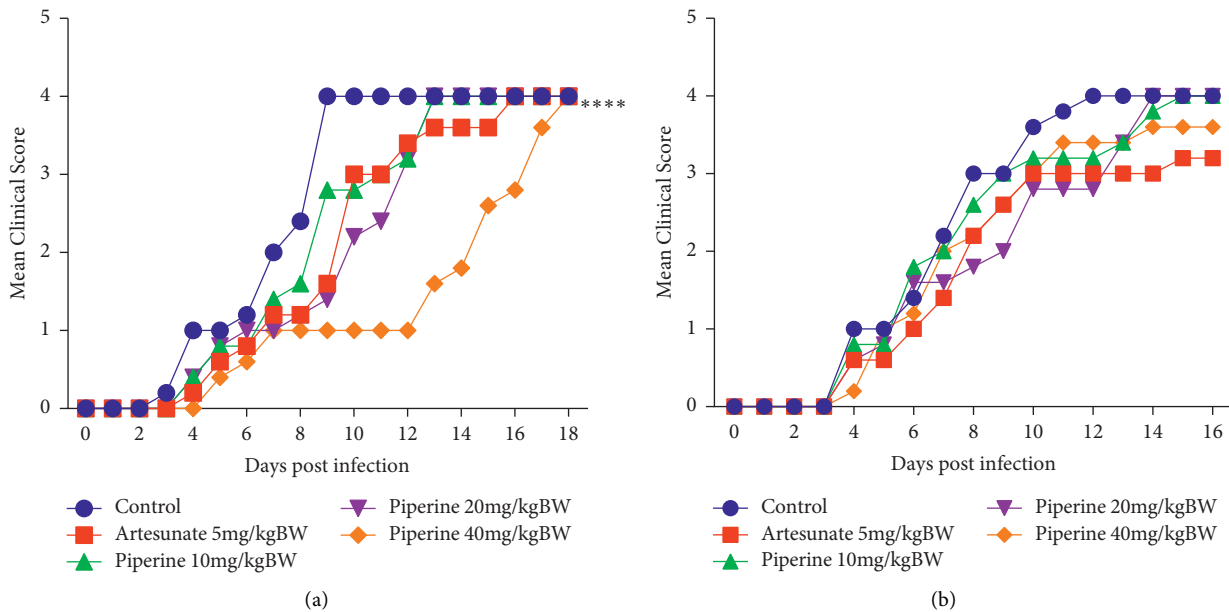 5
4
3
2
1
0
Mean Clinical Score
****
0 2 4 6 8 10 12 14 16 18
Days post infection
Control
Artesunate 5mg/kgBW
Piperine 10mg/kgBW
Piperine 20mg/kgBW
Piperine 40mg/kgBW
(a)
5
4
3
2
1
0
Mean Clinical Score
0 2 4 6 8 10 12 14 16
Days post infection
Control
Artesunate 5mg/kgBW
Piperine 10mg/kgBW
Piperine 20mg/kgBW
Piperine 40mg/kgBW
(b)